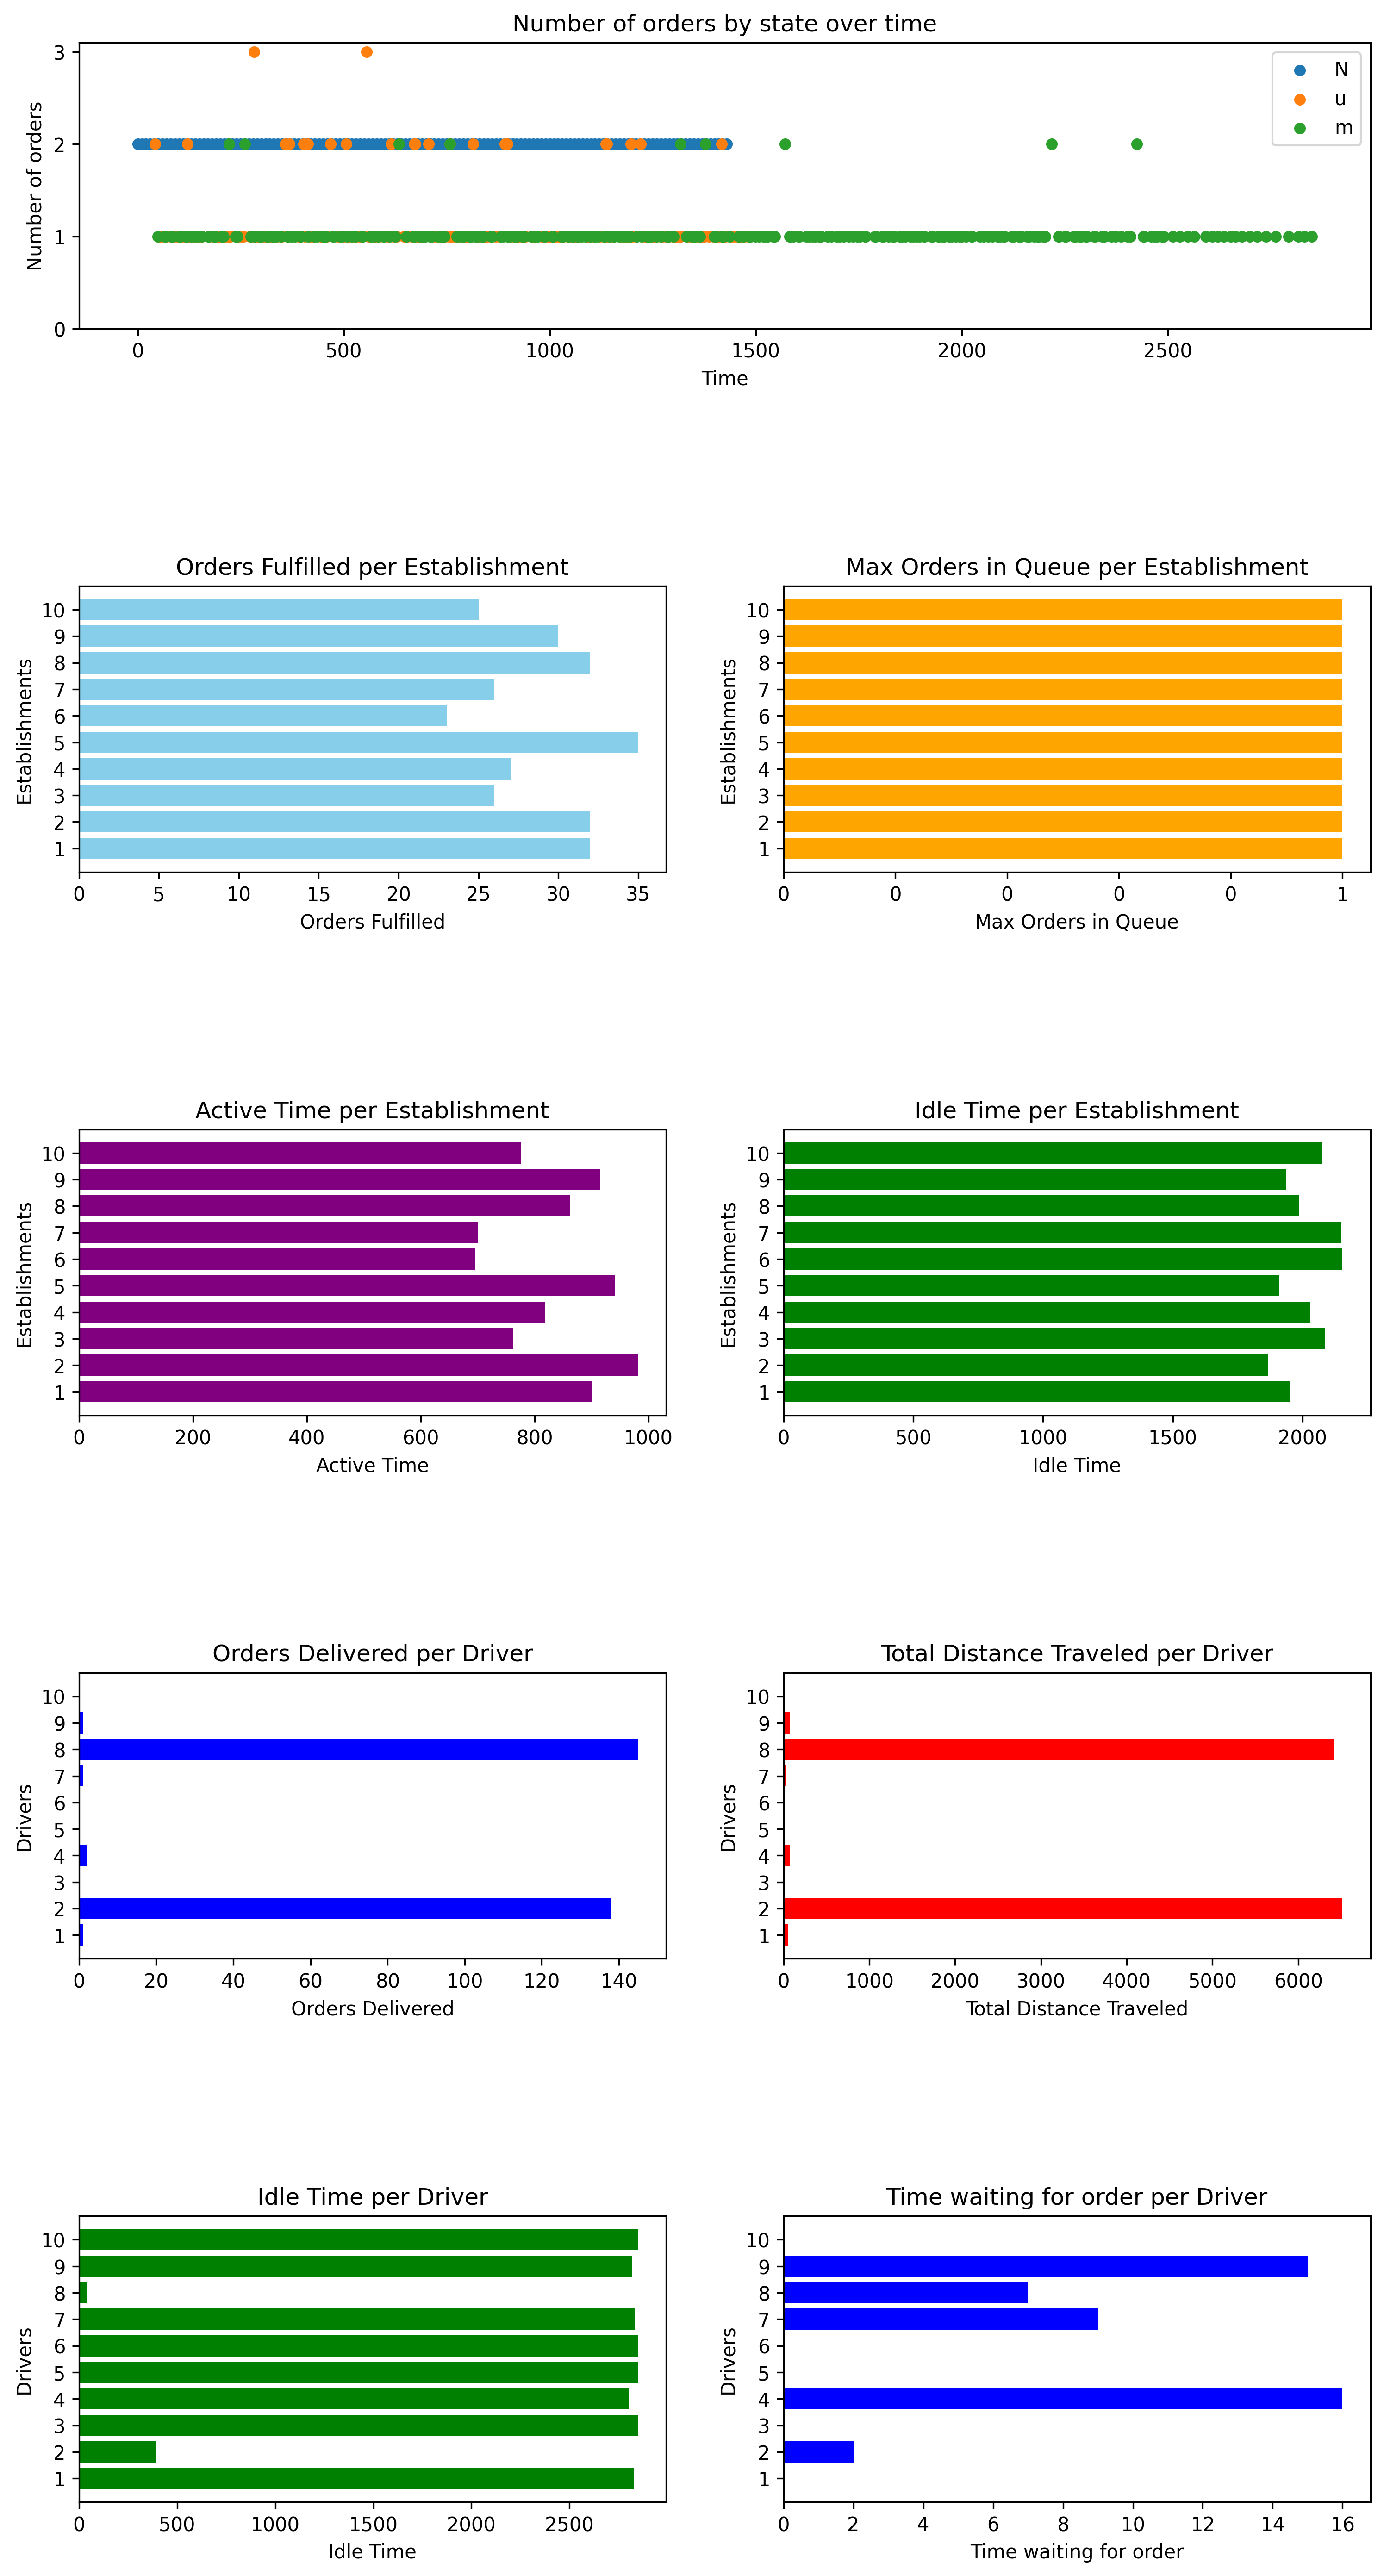 Number of orders by state over time
Number of orders
3
2
1
0
N
u
m
0 500 1000 1500 2000 2500
Time
Orders Fulfilled per Establishment
Establishments
10
9
8
7
6
5
4
3
2
1
0 5 10 15 20 25 30 35
Orders Fulfilled
Max Orders in Queue per Establishment
Establishments
10
9
8
7
6
5
4
3
2
1
0 0 0 0 0 1
Max Orders in Queue
Active Time per Establishment
Establishments
10
9
8
7
6
5
4
3
2
1
0 200 400 600 800 1000
Active Time
Idle Time per Establishment
Establishments
10
9
8
7
6
5
4
3
2
1
0 500 1000 1500 2000
Idle Time
Orders Delivered per Driver
Drivers
10
9
8
7
6
5
4
3
2
1
0 20 40 60 80 100 120 140
Orders Delivered
Total Distance Traveled per Driver
Drivers
10
9
8
7
6
5
4
3
2
1
0 1000 2000 3000 4000 5000 6000
Total Distance Traveled
Idle Time per Driver
Drivers
10
9
8
7
6
5
4
3
2
1
0 500 1000 1500 2000 2500
Idle Time
Time waiting for order per Driver
Drivers
10
9
8
7
6
5
4
3
2
1
0 2 4 6 8 10 12 14 16
Time waiting for order